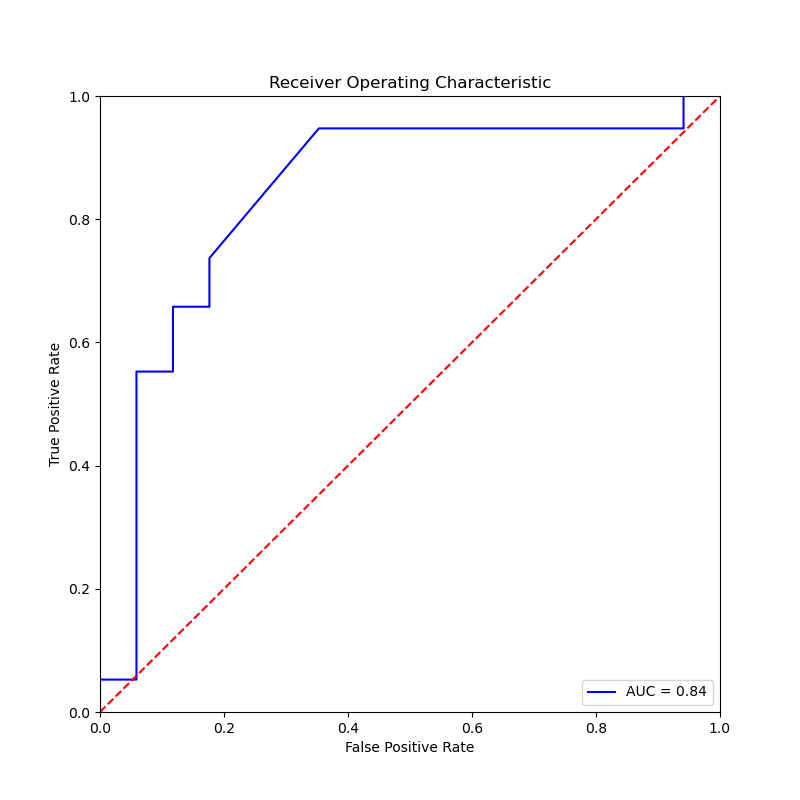 Receiver Operating Characteristic
1.0
0.8
0.6
0.4
0.2
0.0
True Positive Rate
AUC = 0.84
0.0 0.2 0.4 0.6 0.8 1.0
False Positive Rate